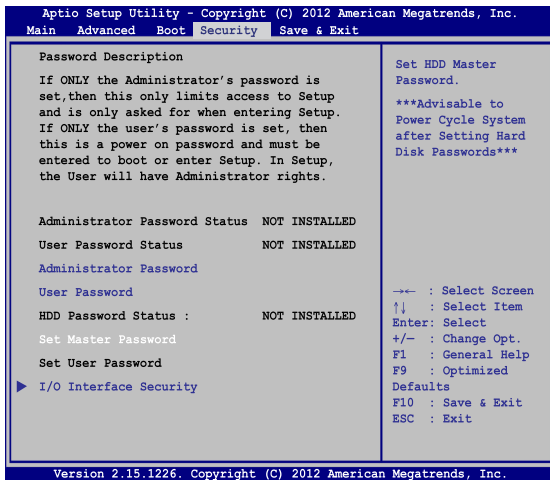 Aptio Setup Utility - Copyright (C) 2012 American Megatrends, Inc.
Main Advanced Boot Security Save & Exit
Password Description
If ONLY the Administrator's password is
set,then this only limits access to Setup
and is only asked for when entering Setup.
If ONLY the user's password is set, then
this is a power on password and must be
entered to boot or enter Setup. In Setup,
the User will have Administrator rights.
Administrator Password Status NOT INSTALLED
User Password Status NOT INSTALLED
Administrator Password
User Password
HDD Password Status : NOT INSTALLED
Set Master Password
Set User Password
I/O Interface Security
Set HDD Master
Password.
***Advisable to
Power Cycle System
after Setting Hard
Disk Passwords***
→← : Select Screen
↑↓ : Select Item
Enter: Select
+/— : Change Opt.
F1 : General Help
F9 : Optimized
Defaults
F10 : Save & Exit
ESC : Exit
Version 2.15.1226. Copyright (C) 2012 American Megatrends, Inc.